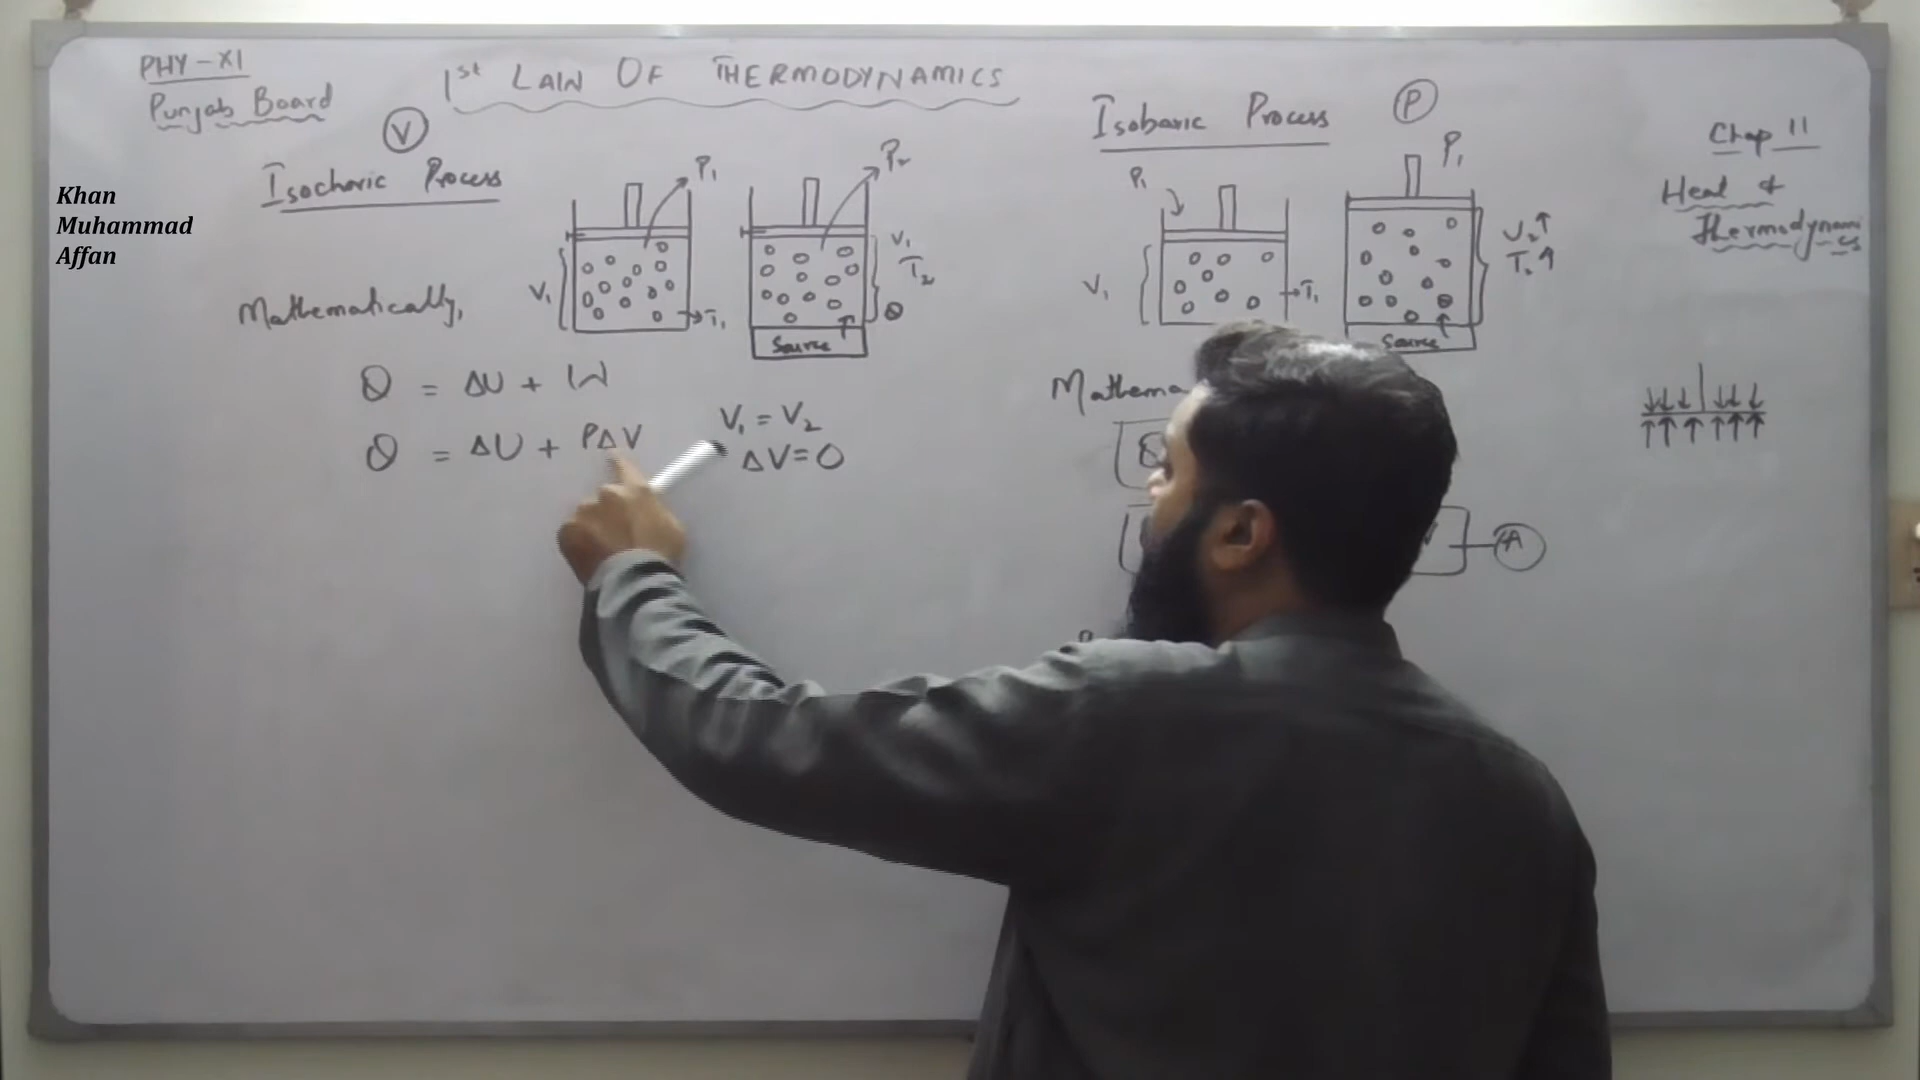 PHY-XI
Punjab Board
1st LAW OF THERMODYNAMICS
V
Isochoric Process
Khan
Muhammad
Affan
P₁
P₂
V₁
T₁
V₁
T₂
Q
Source
Mathematically,
Q = ΔU + W
Q = ΔU + PΔV
V₁ = V₂
ΔV = 0
Isobaric Process
P
P₁
P₁
V₁
T₁
V₂↑
T₂↑
Source
Mathema
Q
A
Chap 11
Heat &
Thermodynamics